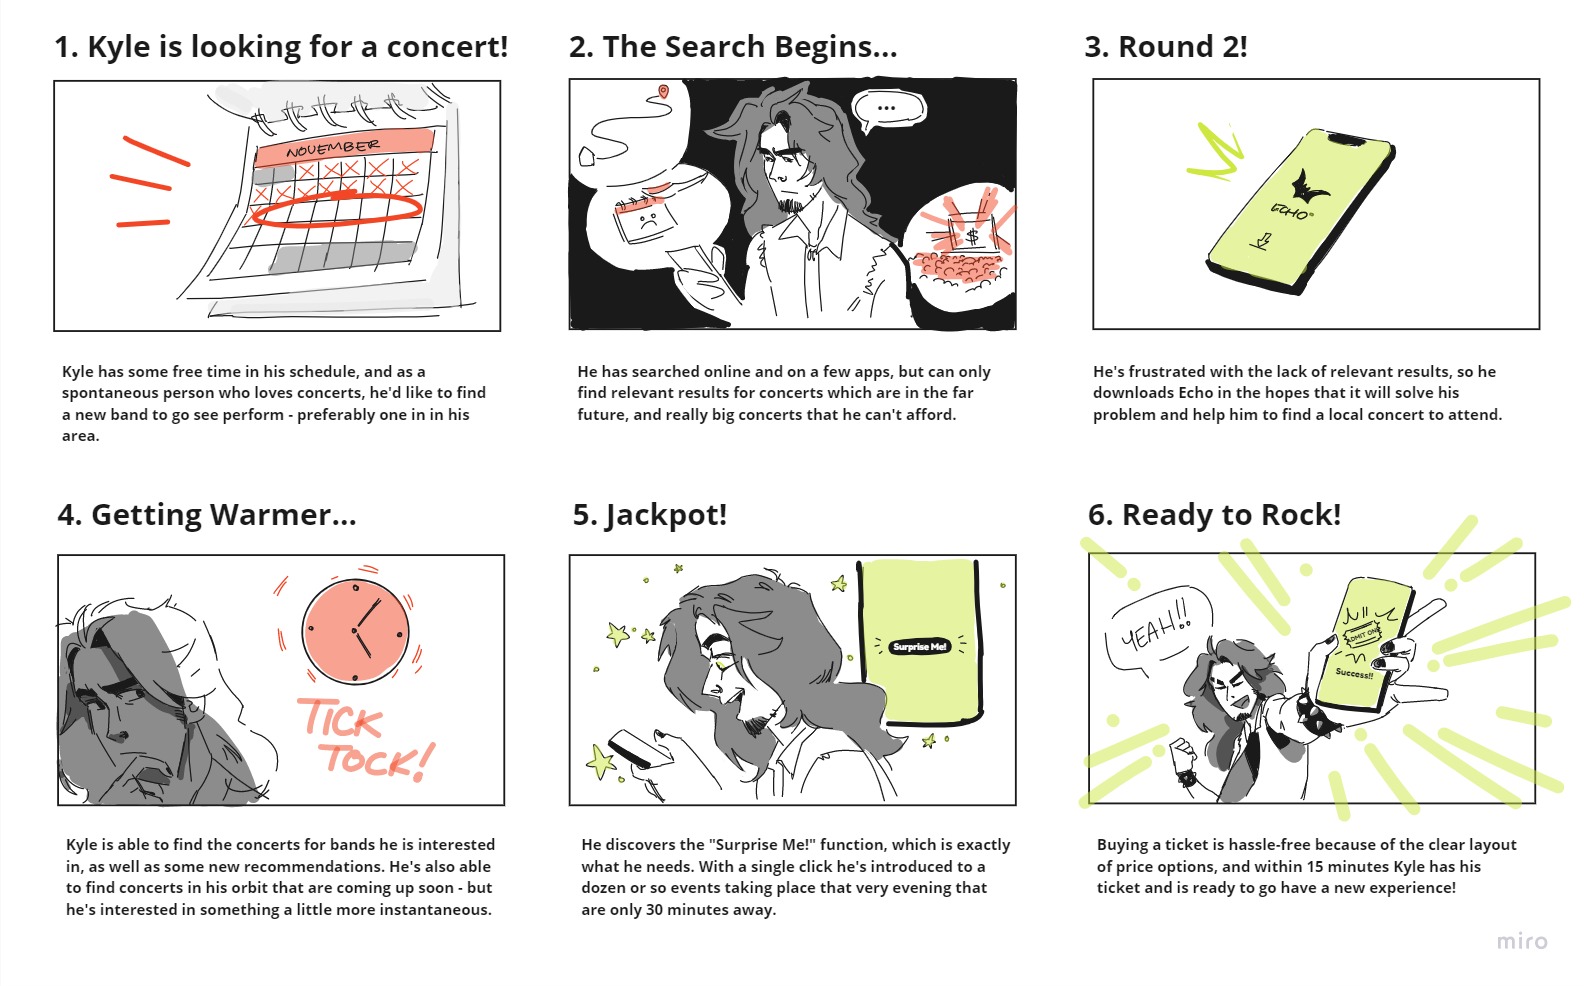 1. Kyle is looking for a concert!
NOVEMBER
Kyle has some free time in his schedule, and as a
spontaneous person who loves concerts, he'd like to find
a new band to go see perform - preferably one in in his
area.
2. The Search Begins...
...
$
He has searched online and on a few apps, but can only
find relevant results for concerts which are in the far
future, and really big concerts that he can't afford.
3. Round 2!
ECHO
He's frustrated with the lack of relevant results, so he
downloads Echo in the hopes that it will solve his
problem and help him to find a local concert to attend.
4. Getting Warmer...
TICK
TOCK!
Kyle is able to find the concerts for bands he is interested
in, as well as some new recommendations. He's also able
to find concerts in his orbit that are coming up soon - but
he's interested in something a little more instantaneous.
5. Jackpot!
Surprise Me!
He discovers the "Surprise Me!" function, which is exactly
what he needs. With a single click he's introduced to a
dozen or so events taking place that very evening that
are only 30 minutes away.
6. Ready to Rock!
YEAH!!
ADMIT ONE
Success!!
Buying a ticket is hassle-free because of the clear layout
of price options, and within 15 minutes Kyle has his
ticket and is ready to go have a new experience!
miro